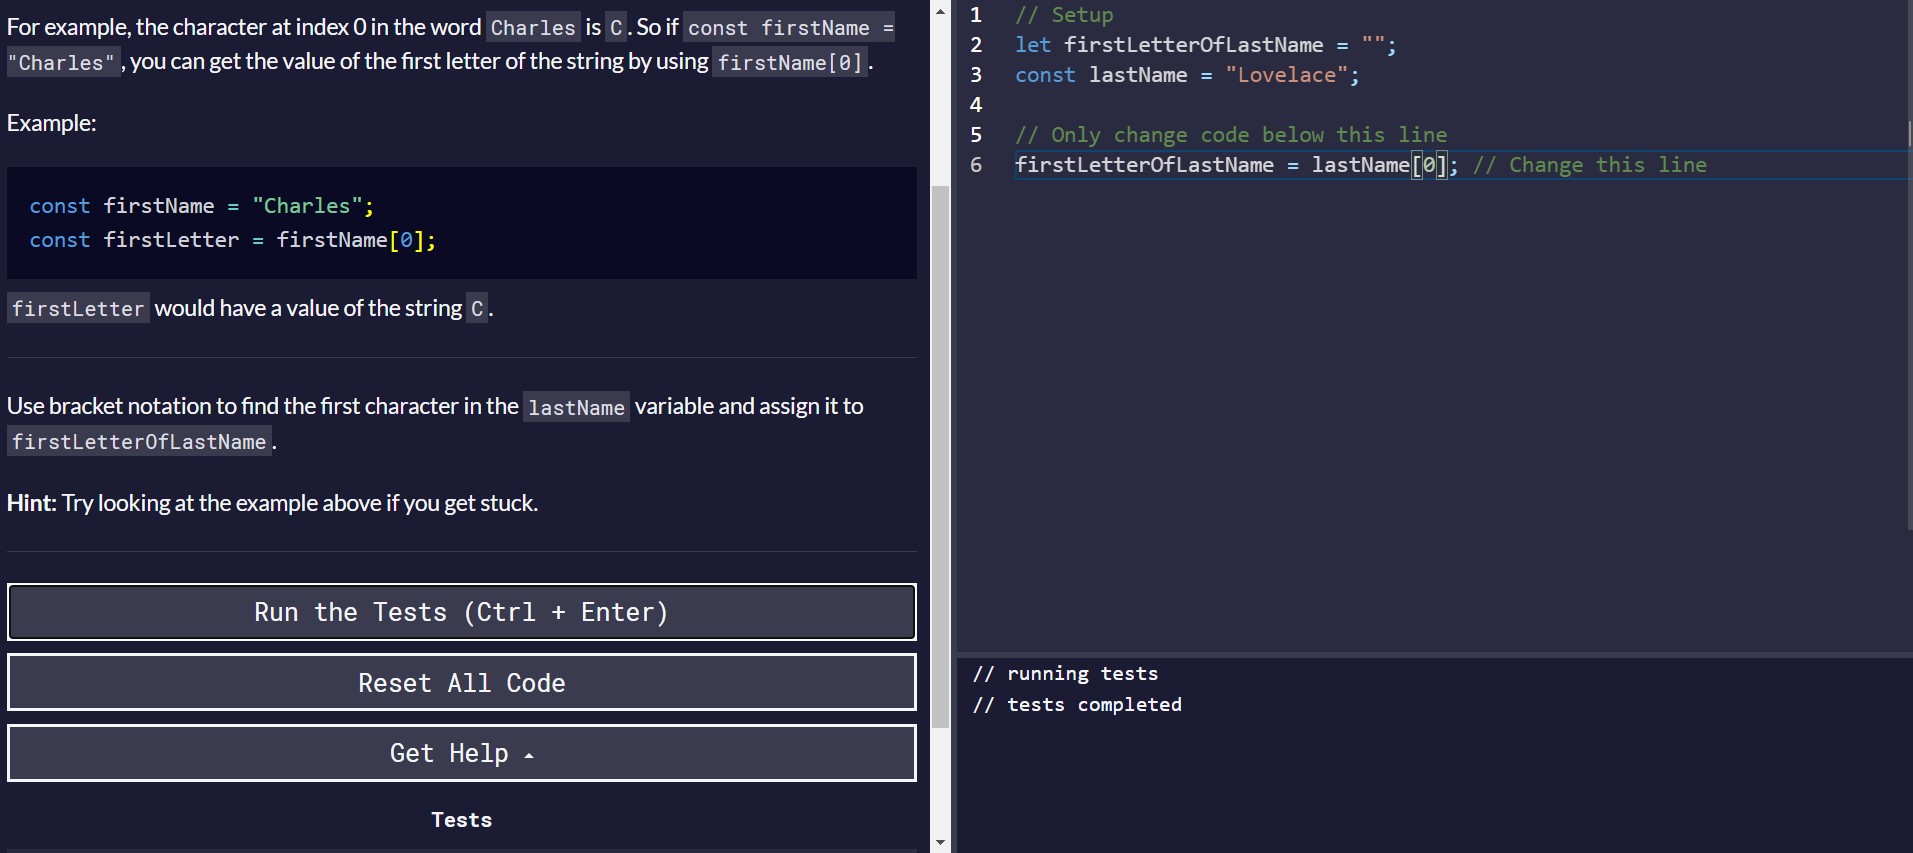 For example, the character at index 0 in the word Charles is C. So if const firstName =
"Charles", you can get the value of the first letter of the string by using firstName[0].
Example:
const firstName = "Charles";
const firstLetter = firstName[0];
firstLetter would have a value of the string C.
Use bracket notation to find the first character in the lastName variable and assign it to
firstLetterOfLastName.
Hint: Try looking at the example above if you get stuck.
Run the Tests (Ctrl + Enter)
Reset All Code
Get Help
Tests
1 // Setup
2 let firstLetterOfLastName = "";
3 const lastName = "Lovelace";
4
5 // Only change code below this line
6 firstLetterOfLastName = lastName[0]; // Change this line
// running tests
// tests completed